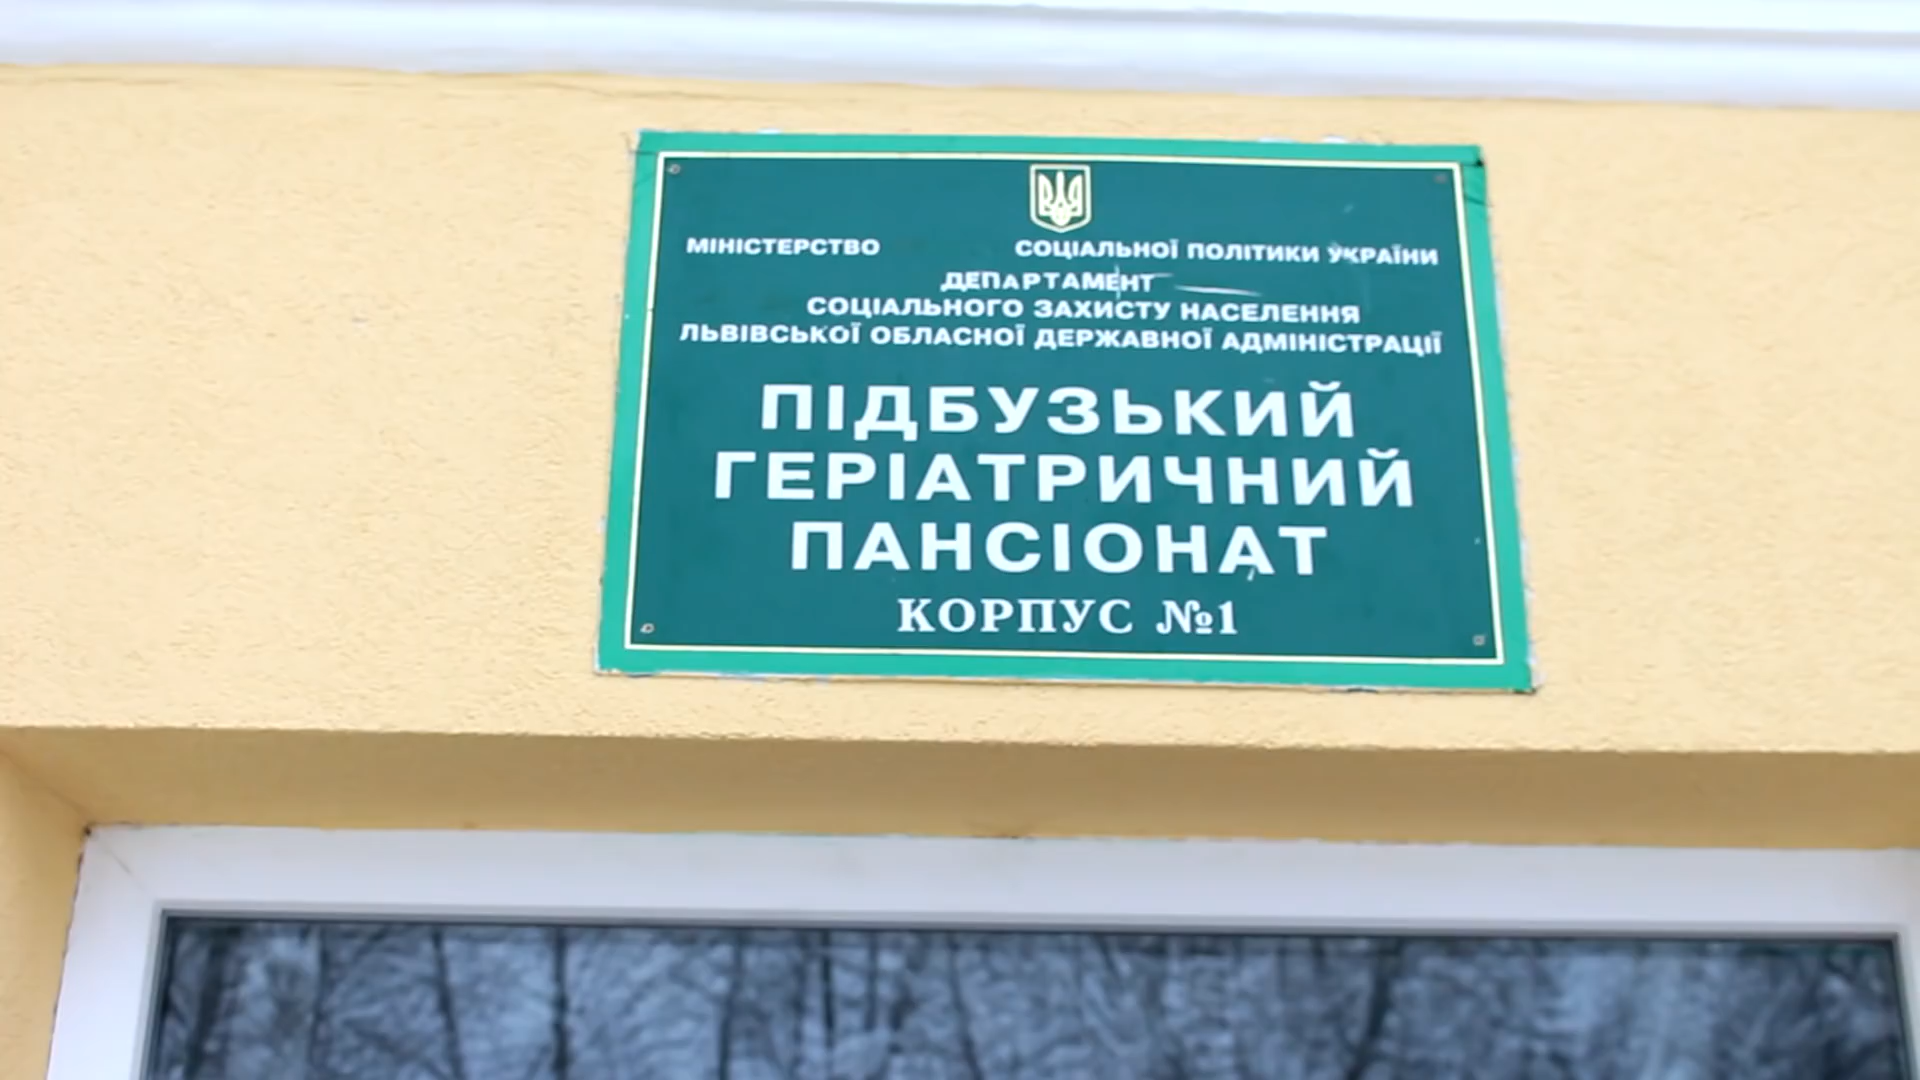 МІНІСТЕРСТВО СОЦІАЛЬНОЇ ПОЛІТИКИ УКРАЇНИ
ДЕПАРТАМЕНТ
СОЦІАЛЬНОГО ЗАХИСТУ НАСЕЛЕННЯ
ЛЬВІВСЬКОЇ ОБЛАСНОЇ ДЕРЖАВНОЇ АДМІНІСТРАЦІЇ
ПІДБУЗЬКИЙ
ГЕРІАТРИЧНИЙ
ПАНСІОНАТ
КОРПУС №1